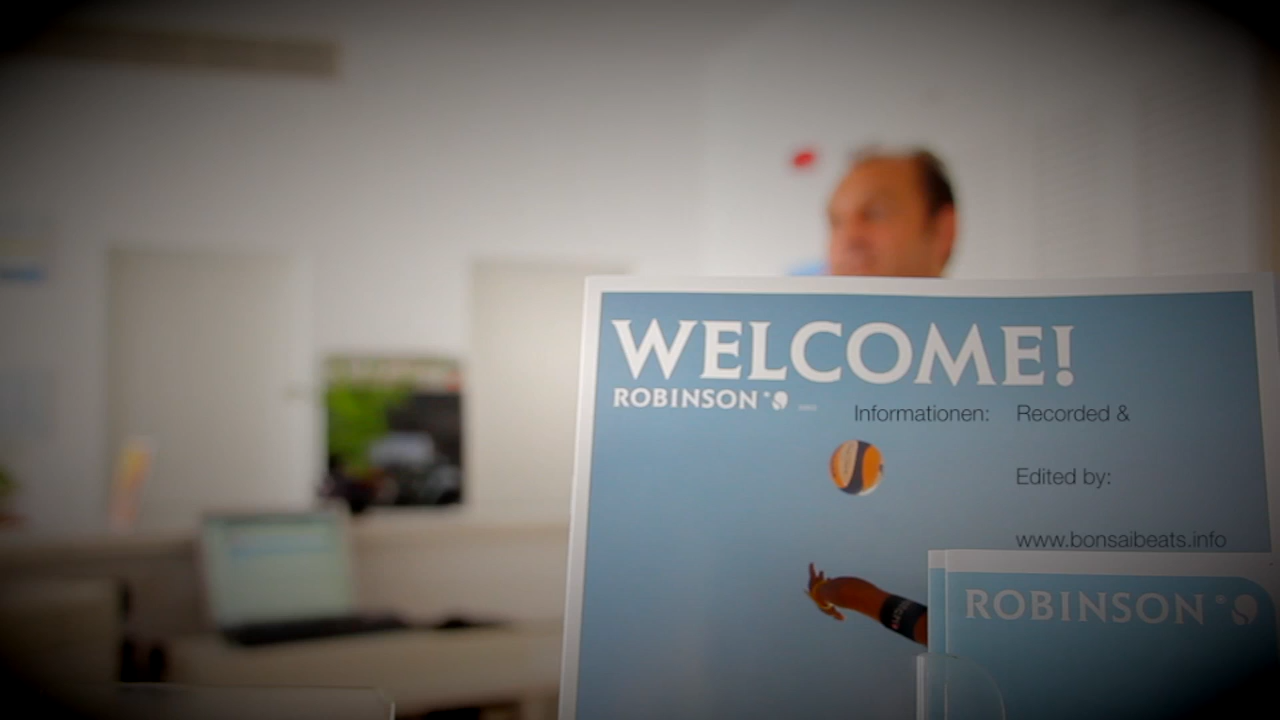 WELCOME!
ROBINSON
Informationen: Recorded &
Edited by:
www.bonsaibeats.info
ROBINSON